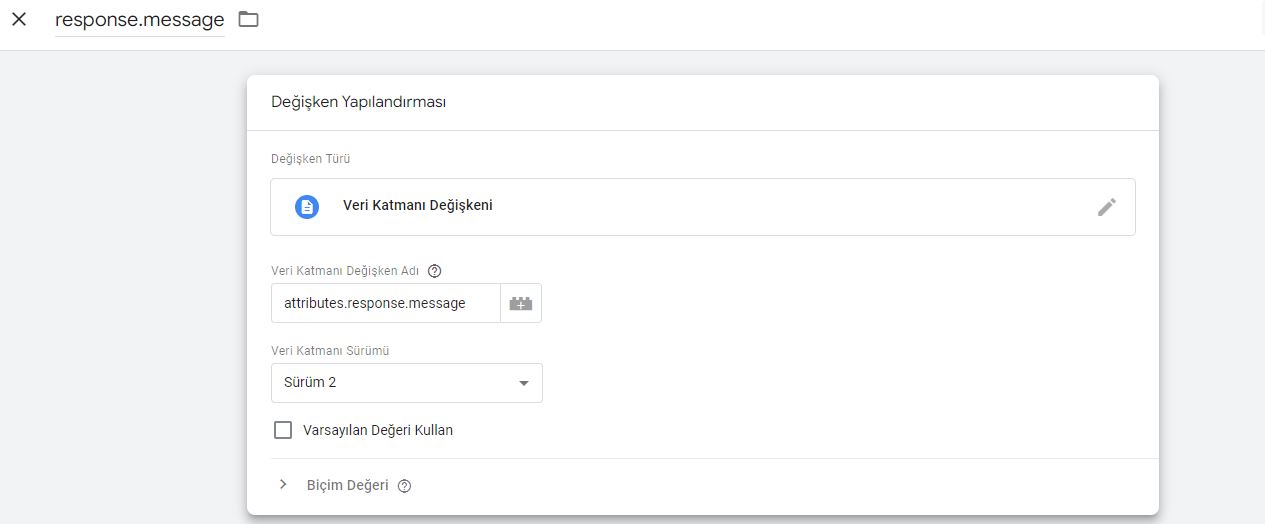 response.message
Değişken Yapılandırması
Değişken Türü
Veri Katmanı Değişkeni
Veri Katmanı Değişken Adı
attributes.response.message
Veri Katmanı Sürümü
Sürüm 2
Varsayılan Değeri Kullan
Biçim Değeri